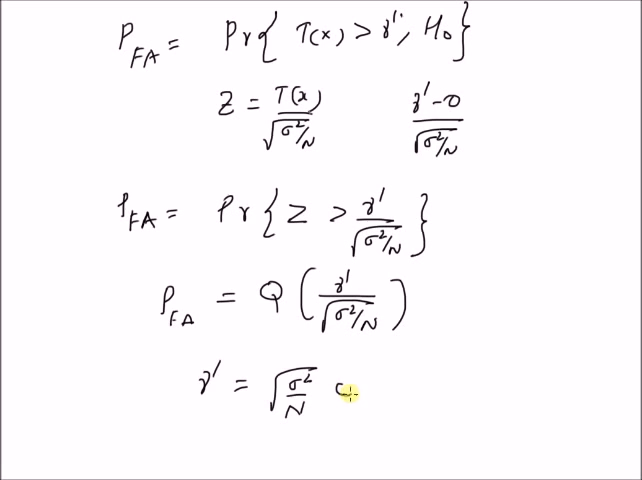 P_FA = Pr{ T(x) > γ'; H₀ }
Z = T(x)/√(σ²/N)    (γ' - 0)/√(σ²/N)
P_FA = Pr{ Z > γ'/√(σ²/N) }
P_FA = Q( γ'/√(σ²/N) )
γ' = √(σ²/N)